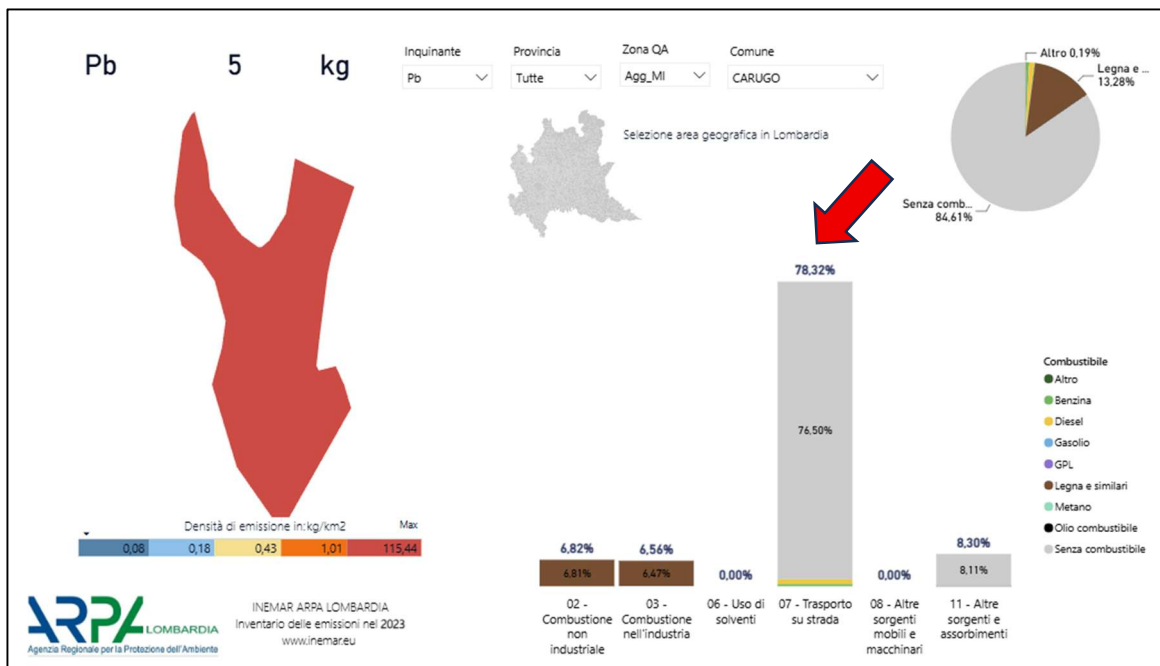 Pb 5 kg
Inquinante
Pb
Provincia
Tutte
Zona QA
Agg_MI
Comune
CARUGO
Selezione area geografica in Lombardia
Altro 0,19%
Legna e ...
13,28%
Senza comb...
84,61%
78,32%
76,50%
6,82%
6,81%
6,56%
6,47%
0,00%
0,00%
8,30%
8,11%
02 -
Combustione
non
industriale
03 -
Combustione
nell'industria
06 - Uso di
solventi
07 - Trasporto
su strada
08 - Altre
sorgenti
mobili e
macchinari
11 - Altre
sorgenti e
assorbimenti
Combustibile
Altro
Benzina
Diesel
Gasolio
GPL
Legna e similari
Metano
Olio combustibile
Senza combustibile
Densità di emissione in:kg/km2 Max
0,08 0,18 0,43 1,01 115,44
ARPA LOMBARDIA
Agenzia Regionale per la Protezione dell'Ambiente
INEMAR ARPA LOMBARDIA
Inventario delle emissioni nel 2023
www.inemar.eu